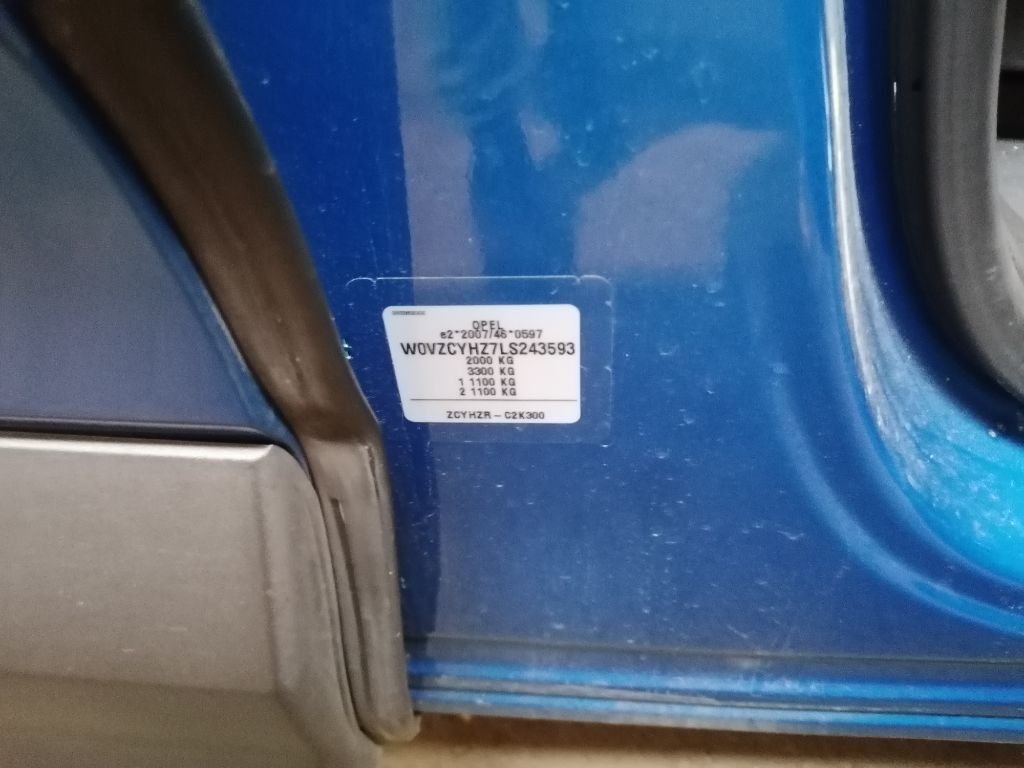 OPEL
e2*2007/46*0597
W0VZCYHZ7LS243593
2000 KG
3300 KG
1 1100 KG
2 1100 KG
ZCYHZR - C2K300